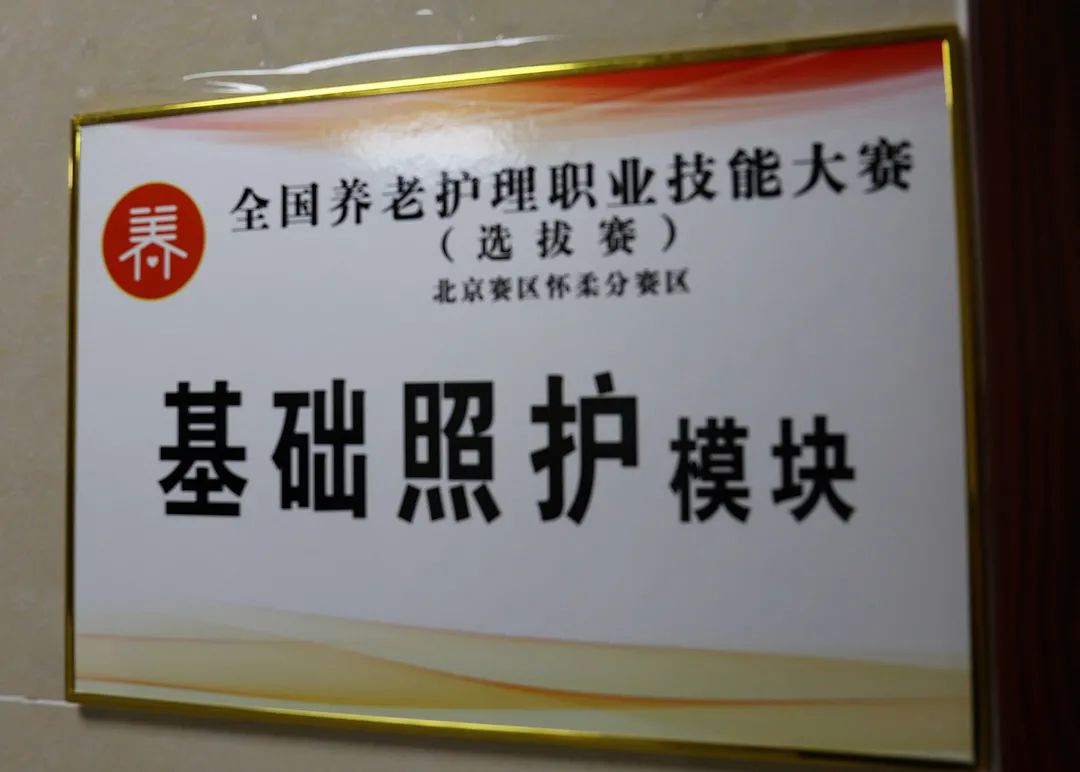 全国养老护理职业技能大赛
（选拔赛）
北京赛区怀柔分赛区
基础照护模块